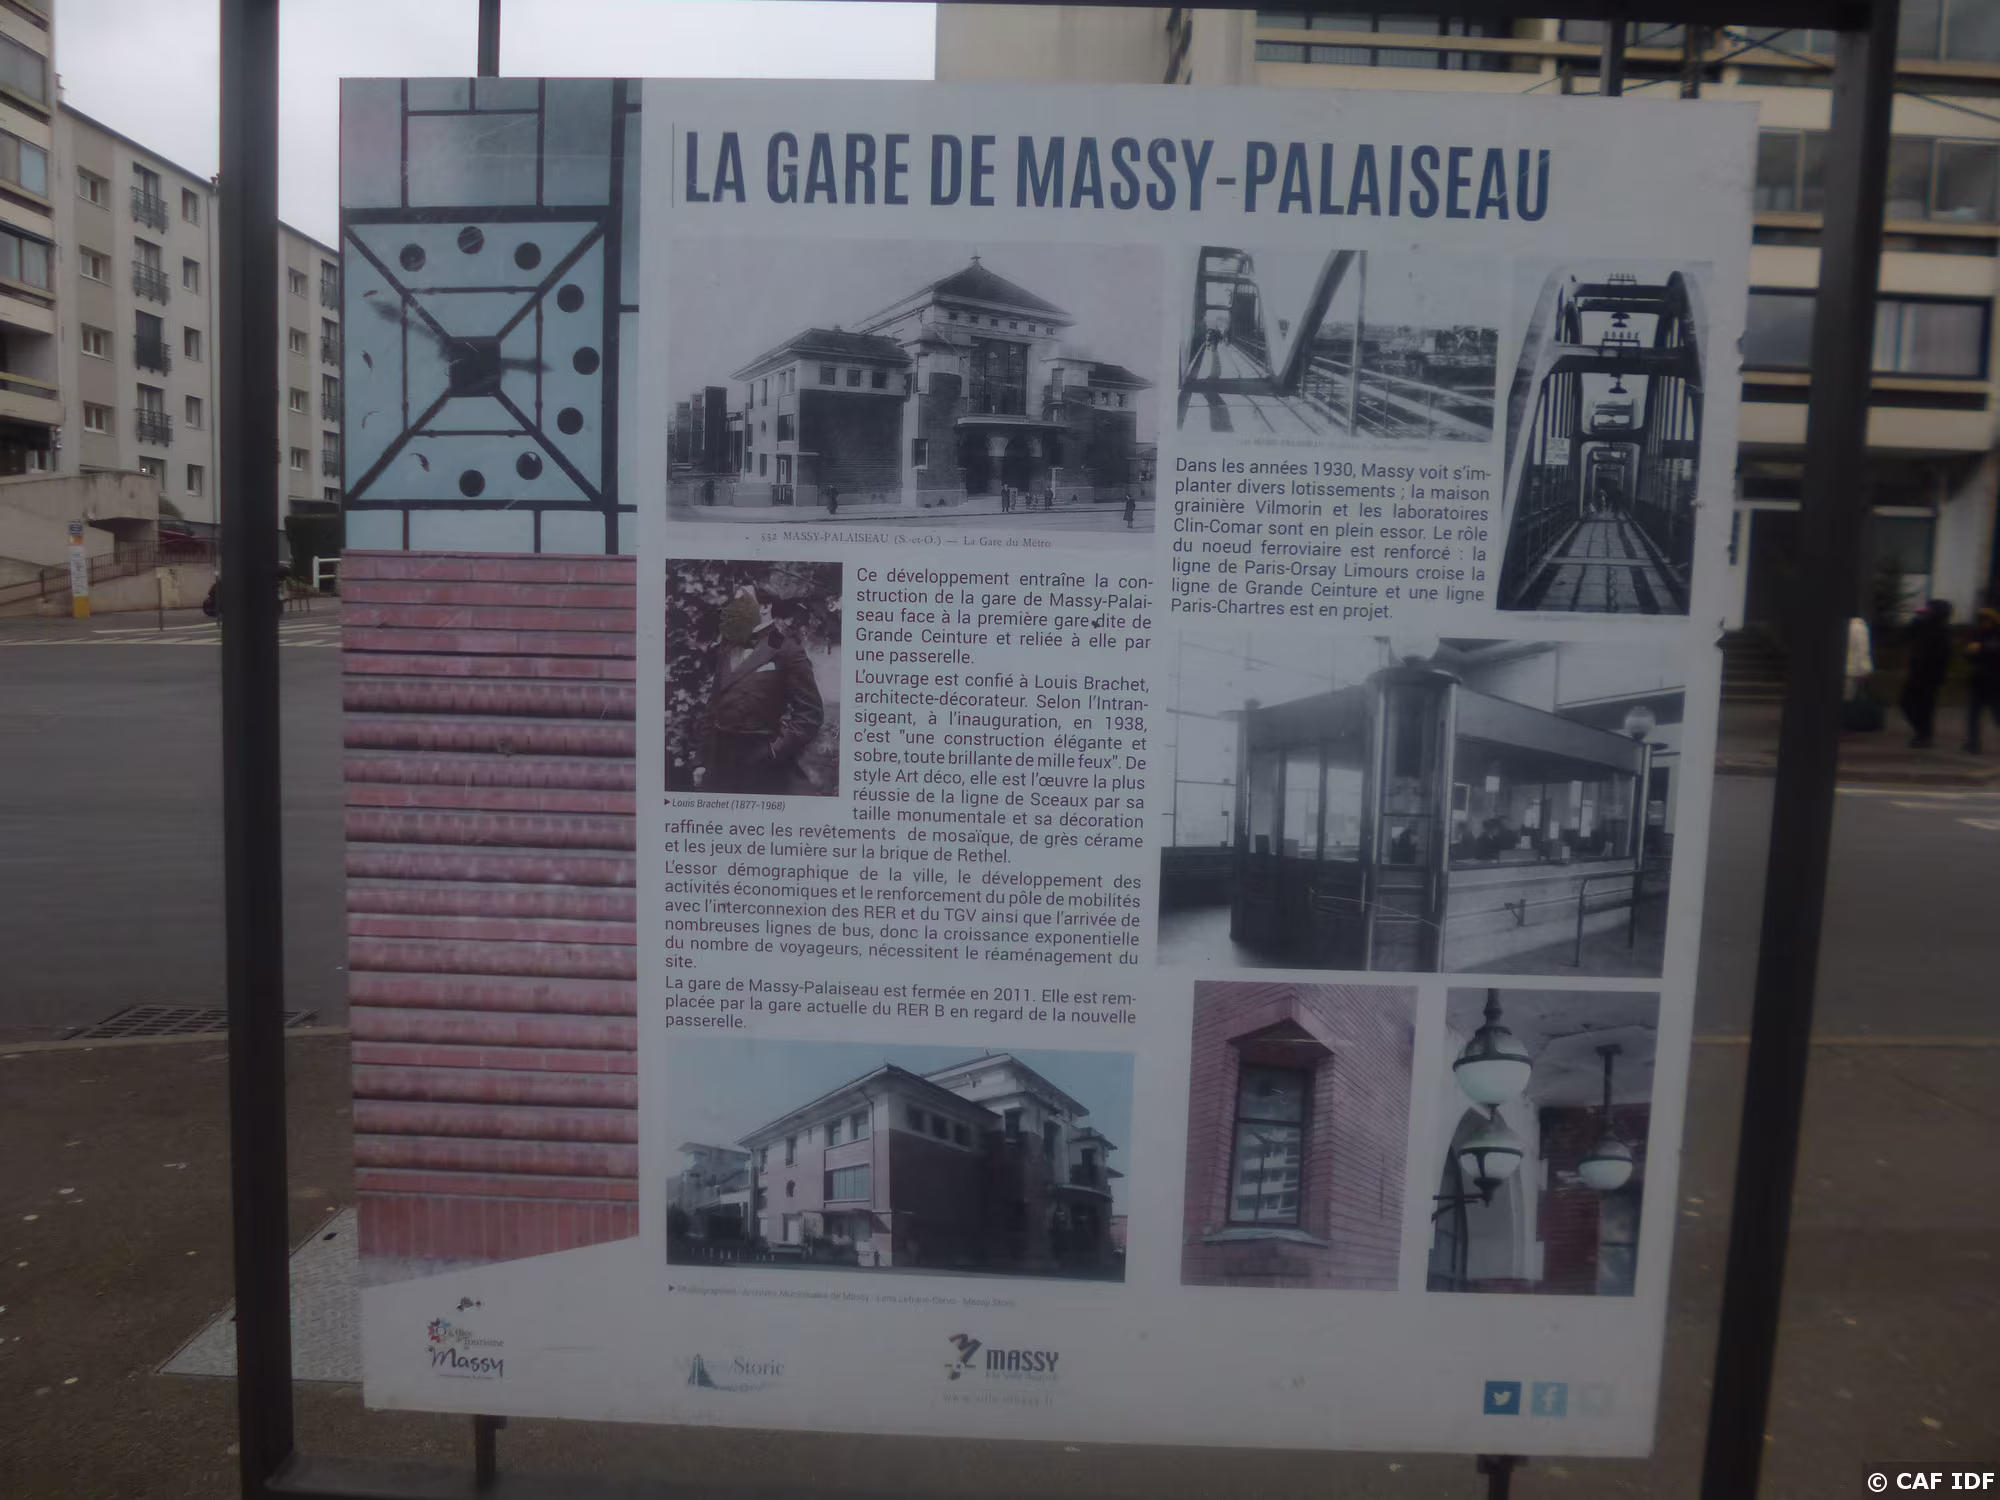 LA GARE DE MASSY-PALAISEAU
552 MASSY-PALAISEAU (S.-et-O.) — La Gare du Métro
Dans les années 1930, Massy voit s'im-
planter divers lotissements ; la maison
grainière Vilmorin et les laboratoires
Clin-Comar sont en plein essor. Le rôle
du noeud ferroviaire est renforcé : la
ligne de Paris-Orsay Limours croise la
ligne de Grande Ceinture et une ligne
Paris-Chartres est en projet.
Ce développement entraîne la con-
struction de la gare de Massy-Palai-
seau face à la première gare dite de
Grande Ceinture et reliée à elle par
une passerelle.
L'ouvrage est confié à Louis Brachet,
architecte-décorateur. Selon l'Intran-
sigeant, à l'inauguration, en 1938,
c'est "une construction élégante et
sobre, toute brillante de mille feux". De
style Art déco, elle est l'œuvre la plus
réussie de la ligne de Sceaux par sa
taille monumentale et sa décoration
raffinée avec les revêtements de mosaïque, de grès cérame
et les jeux de lumière sur la brique de Rethel.
Louis Brachet (1877-1968)
L'essor démographique de la ville, le développement des
activités économiques et le renforcement du pôle de mobilités
avec l'interconnexion des RER et du TGV ainsi que l'arrivée de
nombreuses lignes de bus, donc la croissance exponentielle
du nombre de voyageurs, nécessitent le réaménagement du
site.
La gare de Massy-Palaiseau est fermée en 2011. Elle est rem-
placée par la gare actuelle du RER B en regard de la nouvelle
passerelle.
Photographies : Archives Municipales de Massy - Massy Storic
Tourisme
Massy
Storic
MASSY
© CAF IDF